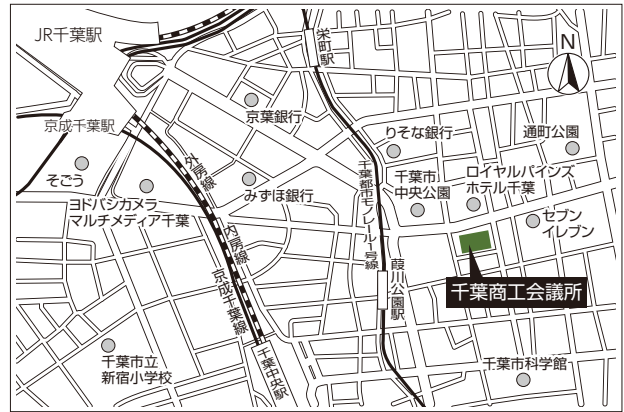 JR千葉駅
栄町駅
N
京葉銀行
京成千葉駅
りそな銀行
通町公園
外房線
千葉都市モノレール1号線
そごう
みずほ銀行
千葉市
中央公園
ロイヤルパインズ
ホテル千葉
ヨドバシカメラ
マルチメディア千葉
セブン
イレブン
内房線
京成千葉線
葭川公園駅
千葉商工会議所
千葉市立
新宿小学校
千葉中央駅
千葉市科学館